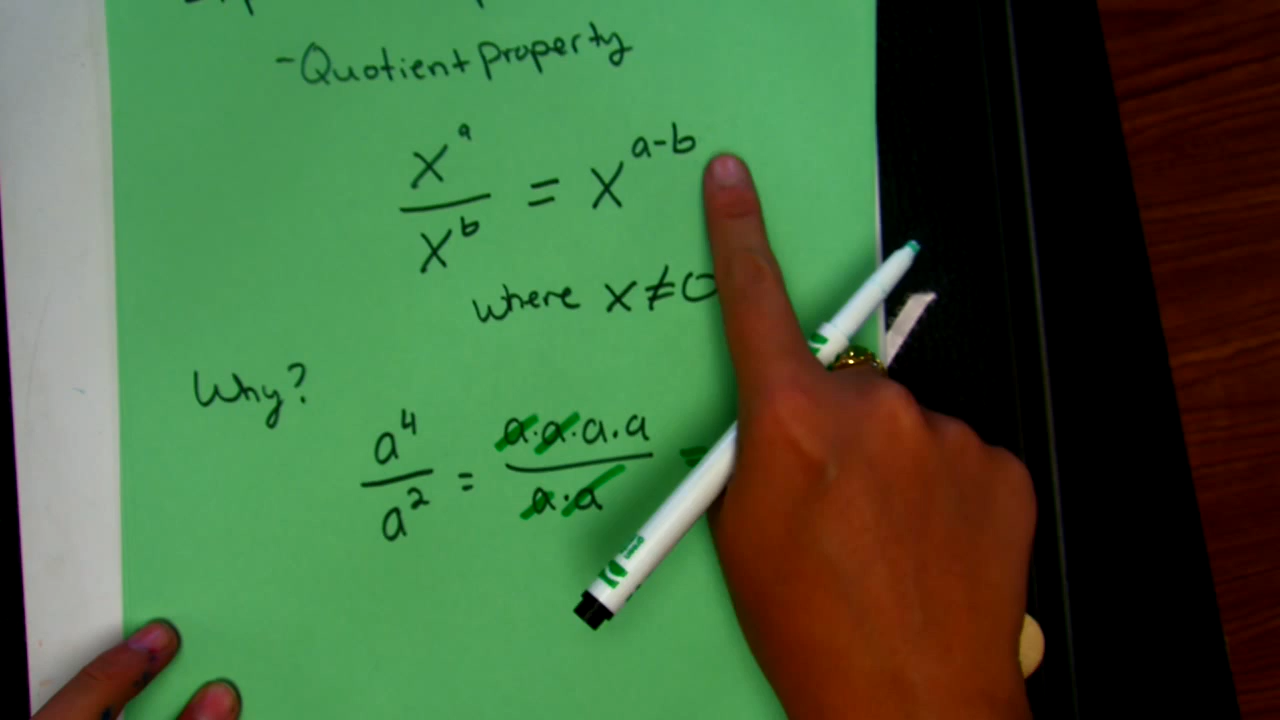 - Quotient property
x^a / x^b = x^(a-b)
where x ≠ 0
Why?
a^4 / a^2 = a·a·a·a / a·a =